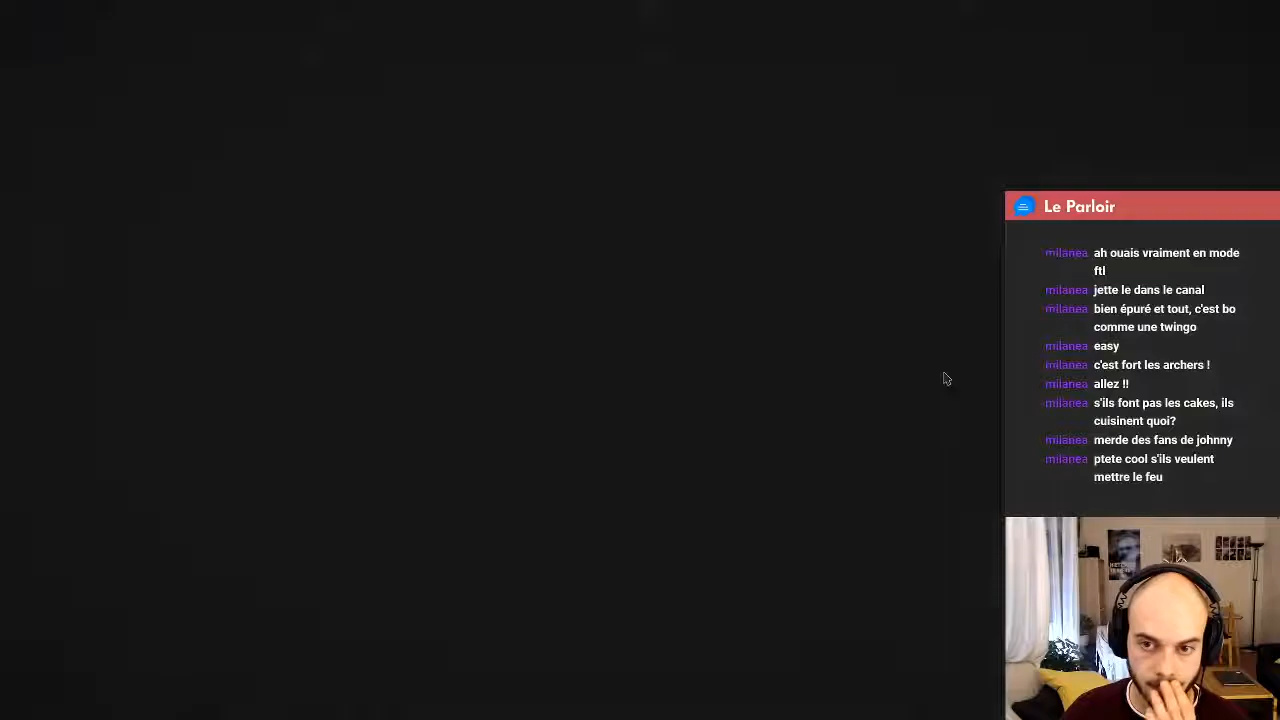 Le Parloir
milanea ah ouais vraiment en mode
ftl
milanea jette le dans le canal
milanea bien épuré et tout, c'est bo
comme une twingo
milanea easy
milanea c'est fort les archers !
milanea allez !!
milanea s'ils font pas les cakes, ils
cuisinent quoi?
milanea merde des fans de johnny
milanea ptete cool s'ils veulent
mettre le feu